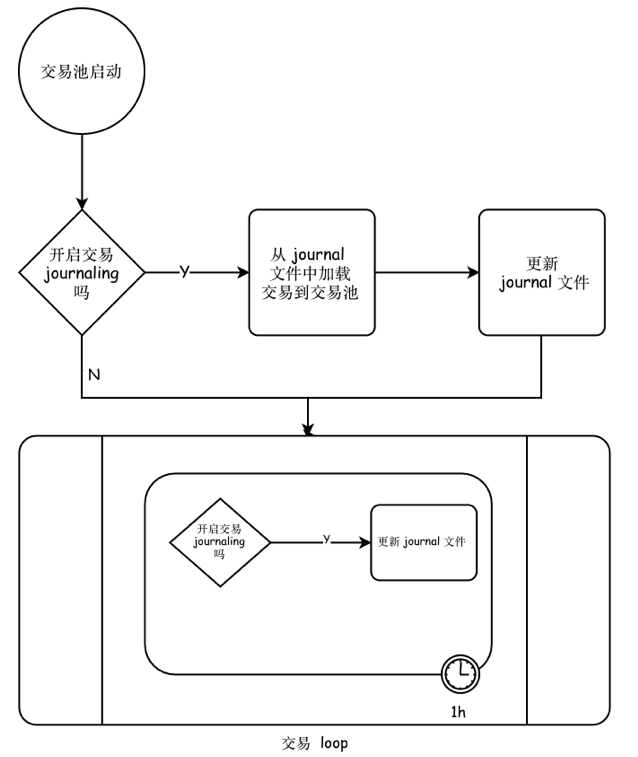 交易池启动
开启交易
journaling
吗
y
从 journal
文件中加载
交易到交易池
更新
journal 文件
N
开启交易
journaling
吗
y
更新 journal 文件
1h
交易 loop